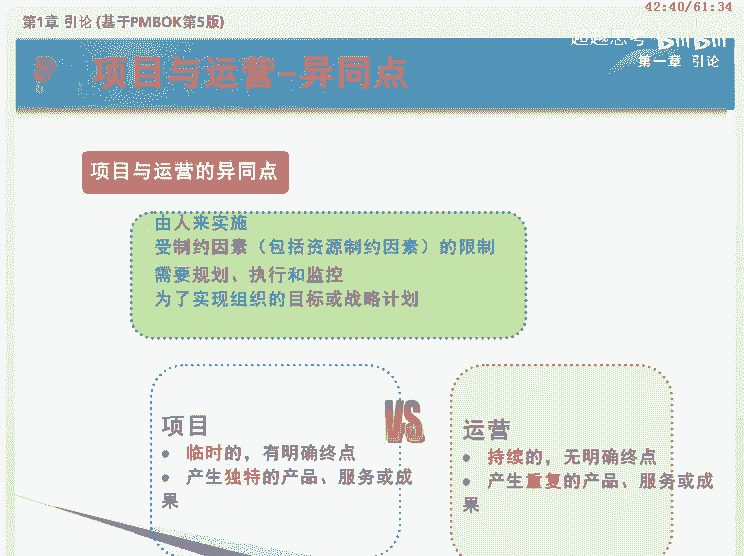 42:40/61:34
第1章 引论 (基于PMBOK第5版)
超越思考
第一章 引论
项目与运营-异同点
项目与运营的异同点
由人来实施
受制约因素（包括资源制约因素）的限制
需要规划、执行和监控
为了实现组织的目标或战略计划
VS
项目
• 临时的，有明确终点
• 产生独特的产品、服务或成
果
运营
• 持续的，无明确终点
• 产生重复的产品、服务或成
果